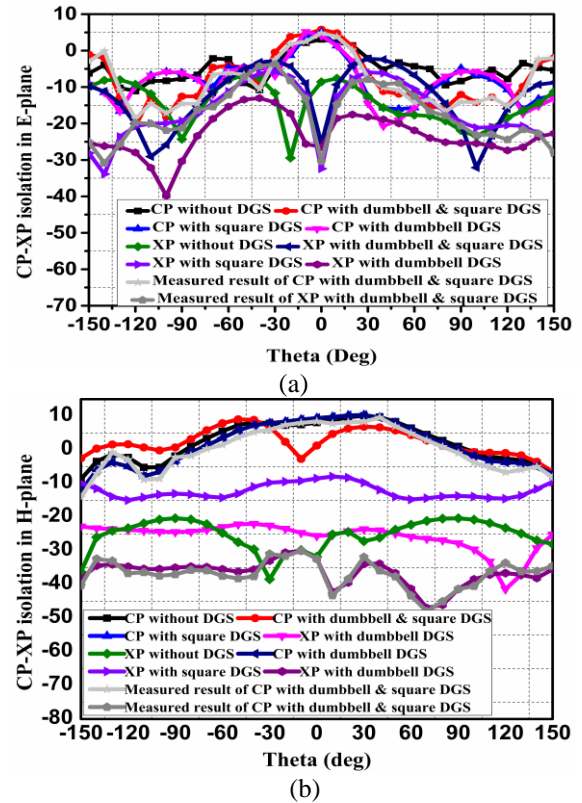 CP-XP isolation in E-plane
10
0
-10
-20
-30
-40
-50
-60
-70
CP without DGS CP with dumbbell & square DGS
CP with square DGS CP with dumbbell DGS
XP without DGS XP with dumbbell & square DGS
XP with square DGS XP with dumbbell DGS
Measured result of CP with dumbbell & square DGS
Measured result of XP with dumbbell & square DGS
-150 -120 -90 -60 -30 0 30 60 90 120 150
Theta (Deg)
(a)
CP-XP isolation in H-plane
10
0
-10
-20
-30
-40
-50
-60
-70
-80
CP without DGS CP with dumbbell & square DGS
CP with square DGS XP with dumbbell DGS
XP without DGS CP with dumbbell DGS
XP with square DGS XP with dumbbell DGS
Measured result of CP with dumbbell & square DGS
Measured result of CP with dumbbell & square DGS
-150 -120 -90 -60 -30 0 30 60 90 120 150
Theta (deg)
(b)